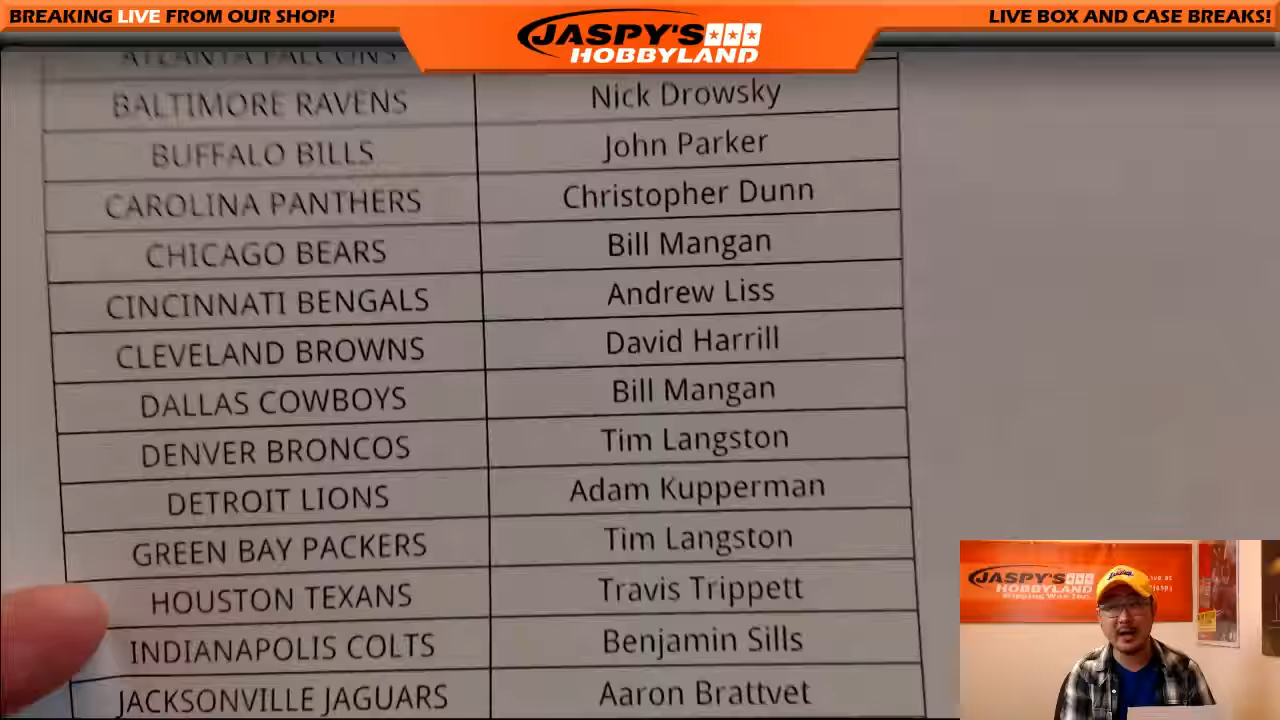 BREAKING LIVE FROM OUR SHOP!
JASPY'S
HOBBYLAND
LIVE BOX AND CASE BREAKS!
ATLANTA FALCONS
BALTIMORE RAVENS Nick Drowsky
BUFFALO BILLS John Parker
CAROLINA PANTHERS Christopher Dunn
CHICAGO BEARS Bill Mangan
CINCINNATI BENGALS Andrew Liss
CLEVELAND BROWNS David Harrill
DALLAS COWBOYS Bill Mangan
DENVER BRONCOS Tim Langston
DETROIT LIONS Adam Kupperman
GREEN BAY PACKERS Tim Langston
HOUSTON TEXANS Travis Trippett
INDIANAPOLIS COLTS Benjamin Sills
JACKSONVILLE JAGUARS Aaron Brattvet
JASPY'S
HOBBYLAND